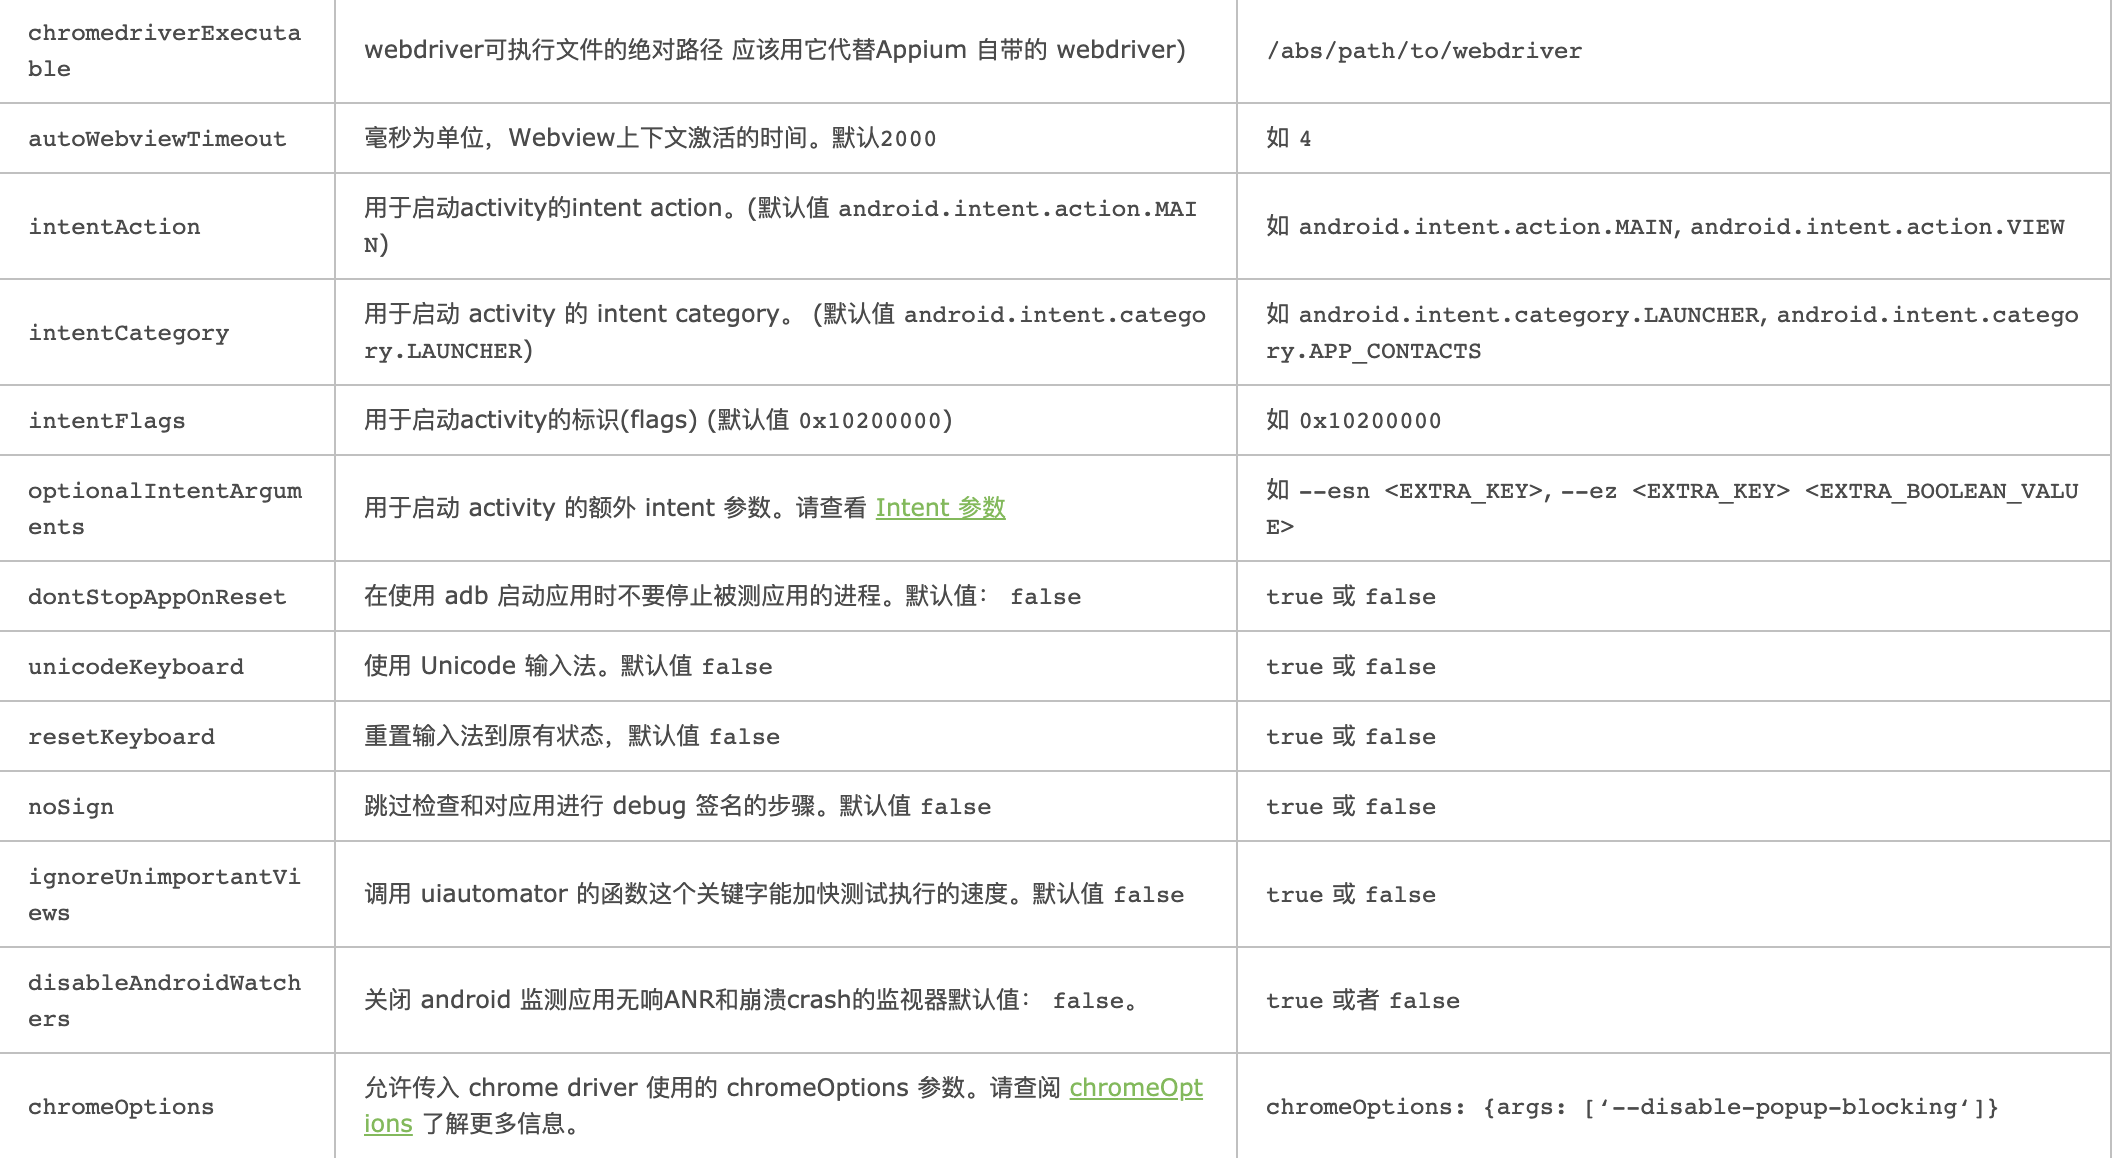 chromedriverExecuta
ble
webdriver可执行文件的绝对路径 应该用它代替Appium 自带的 webdriver)
/abs/path/to/webdriver
autoWebviewTimeout
毫秒为单位，Webview上下文激活的时间。默认2000
如 4
intentAction
用于启动activity的intent action。(默认值 android.intent.action.MAI
N)
如 android.intent.action.MAIN, android.intent.action.VIEW
intentCategory
用于启动 activity 的 intent category。 (默认值 android.intent.catego
ry.LAUNCHER)
如 android.intent.category.LAUNCHER, android.intent.catego
ry.APP_CONTACTS
intentFlags
用于启动activity的标识(flags) (默认值 0x10200000)
如 0x10200000
optionalIntentArgum
ents
用于启动 activity 的额外 intent 参数。请查看 Intent 参数
如 --esn <EXTRA_KEY>, --ez <EXTRA_KEY> <EXTRA_BOOLEAN_VALU
E>
dontStopAppOnReset
在使用 adb 启动应用时不要停止被测应用的进程。默认值： false
true 或 false
unicodeKeyboard
使用 Unicode 输入法。默认值 false
true 或 false
resetKeyboard
重置输入法到原有状态，默认值 false
true 或 false
noSign
跳过检查和对应用进行 debug 签名的步骤。默认值 false
true 或 false
ignoreUnimportantVi
ews
调用 uiautomator 的函数这个关键字能加快测试执行的速度。默认值 false
true 或 false
disableAndroidWatch
ers
关闭 android 监测应用无响ANR和崩溃crash的监视器默认值： false。
true 或者 false
chromeOptions
允许传入 chrome driver 使用的 chromeOptions 参数。请查阅 chromeOpt
ions 了解更多信息。
chromeOptions: {args: [‘--disable-popup-blocking‘]}